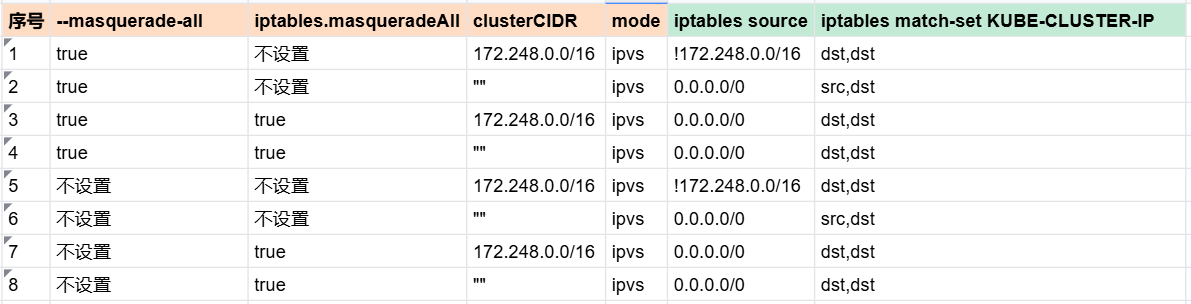 序号 --masquerade-all iptables.masqueradeAll clusterCIDR mode iptables source iptables match-set KUBE-CLUSTER-IP
1 true 不设置 172.248.0.0/16 ipvs !172.248.0.0/16 dst,dst
2 true 不设置 "" ipvs 0.0.0.0/0 src,dst
3 true true 172.248.0.0/16 ipvs 0.0.0.0/0 dst,dst
4 true true "" ipvs 0.0.0.0/0 dst,dst
5 不设置 不设置 172.248.0.0/16 ipvs !172.248.0.0/16 dst,dst
6 不设置 不设置 "" ipvs 0.0.0.0/0 src,dst
7 不设置 true 172.248.0.0/16 ipvs 0.0.0.0/0 dst,dst
8 不设置 true "" ipvs 0.0.0.0/0 dst,dst